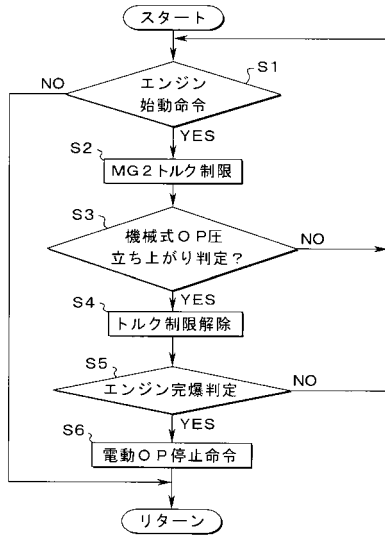 スタート
S1
NO
エンジン
始動命令
YES
S2
MG2トルク制限
S3
機械式OP圧
立ち上がり判定?
NO
YES
S4
トルク制限解除
S5
エンジン完爆判定
NO
YES
S6
電動OP停止命令
リターン